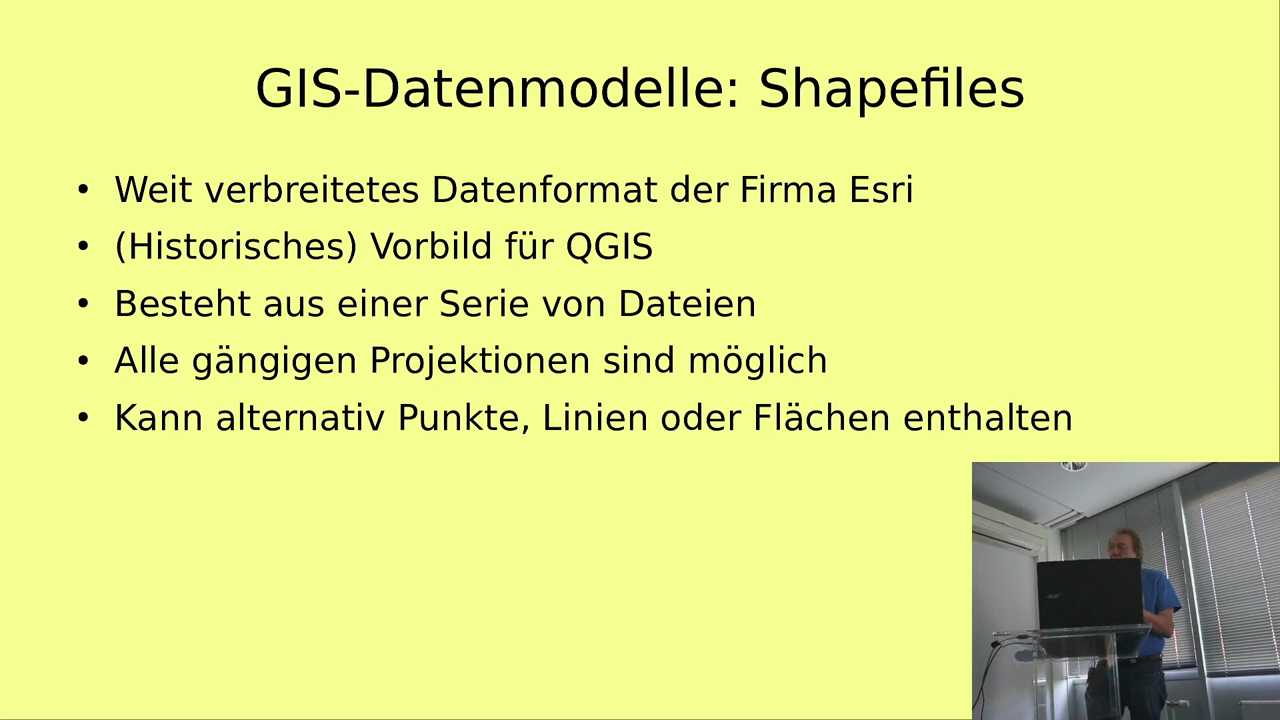 GIS-Datenmodelle: Shapefiles
• Weit verbreitetes Datenformat der Firma Esri
• (Historisches) Vorbild für QGIS
• Besteht aus einer Serie von Dateien
• Alle gängigen Projektionen sind möglich
• Kann alternativ Punkte, Linien oder Flächen enthalten